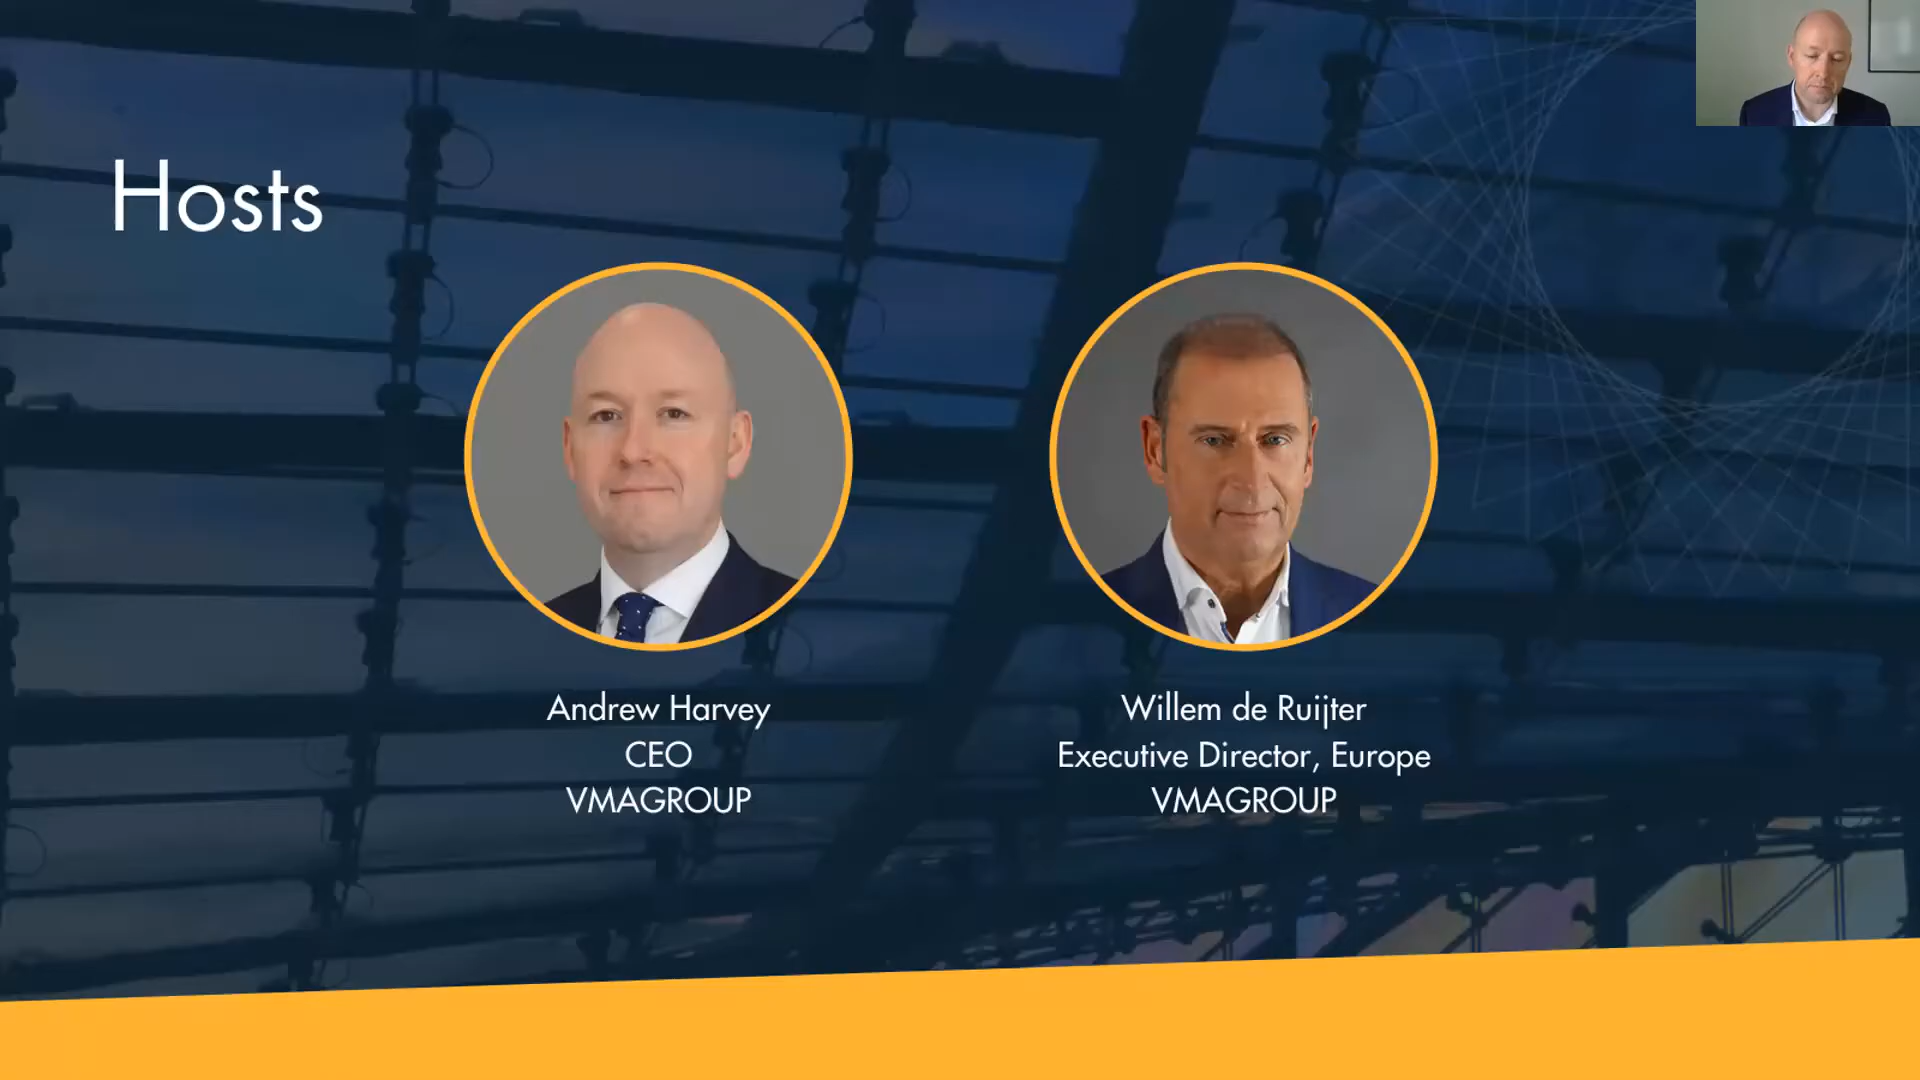 Hosts
Andrew Harvey
CEO
VMAGROUP
Willem de Ruijter
Executive Director, Europe
VMAGROUP